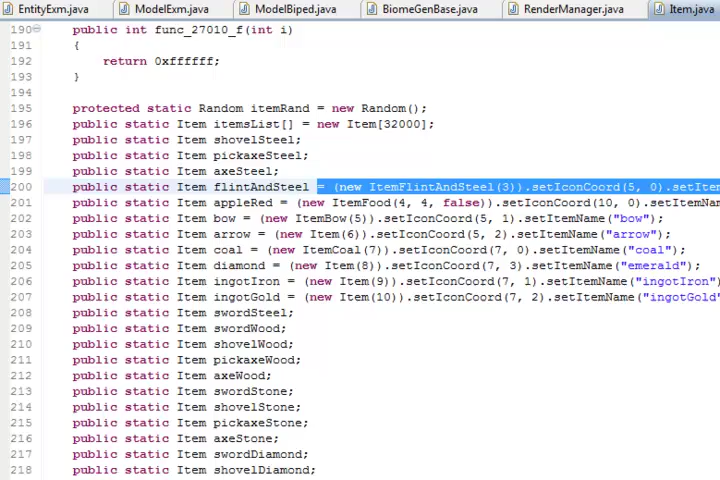 EntityExm.java ModelExm.java ModelBiped.java BiomeGenBase.java RenderManager.java Item.java
190 public int func_27010_f(int i)
191 {
192 return 0xffffff;
193 }
194
195 protected static Random itemRand = new Random();
196 public static Item itemsList[] = new Item[32000];
197 public static Item shovelSteel;
198 public static Item pickaxeSteel;
199 public static Item axeSteel;
200 public static Item flintAndSteel = (new ItemFlintAndSteel(3)).setIconCoord(5, 0).setItem
201 public static Item appleRed = (new ItemFood(4, 4, false)).setIconCoord(10, 0).setItemNam
202 public static Item bow = (new ItemBow(5)).setIconCoord(5, 1).setItemName("bow");
203 public static Item arrow = (new Item(6)).setIconCoord(5, 2).setItemName("arrow");
204 public static Item coal = (new ItemCoal(7)).setIconCoord(7, 0).setItemName("coal");
205 public static Item diamond = (new Item(8)).setIconCoord(7, 3).setItemName("emerald");
206 public static Item ingotIron = (new Item(9)).setIconCoord(7, 1).setItemName("ingotIron")
207 public static Item ingotGold = (new Item(10)).setIconCoord(7, 2).setItemName("ingotGold"
208 public static Item swordSteel;
209 public static Item swordWood;
210 public static Item shovelWood;
211 public static Item pickaxeWood;
212 public static Item axeWood;
213 public static Item swordStone;
214 public static Item shovelStone;
215 public static Item pickaxeStone;
216 public static Item axeStone;
217 public static Item swordDiamond;
218 public static Item shovelDiamond;